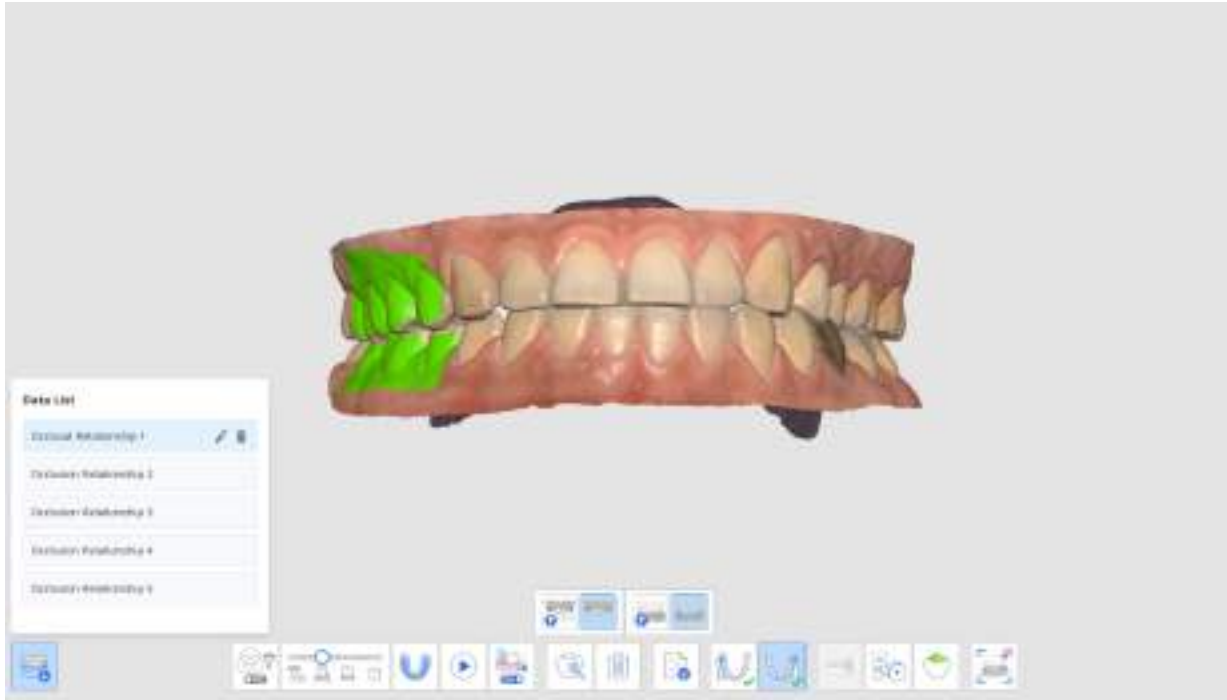 Data List
Occlusal Relationship 1
Occlusion Relationship 2
Occlusion Relationship 3
Occlusion Relationship 4
Occlusion Relationship 5